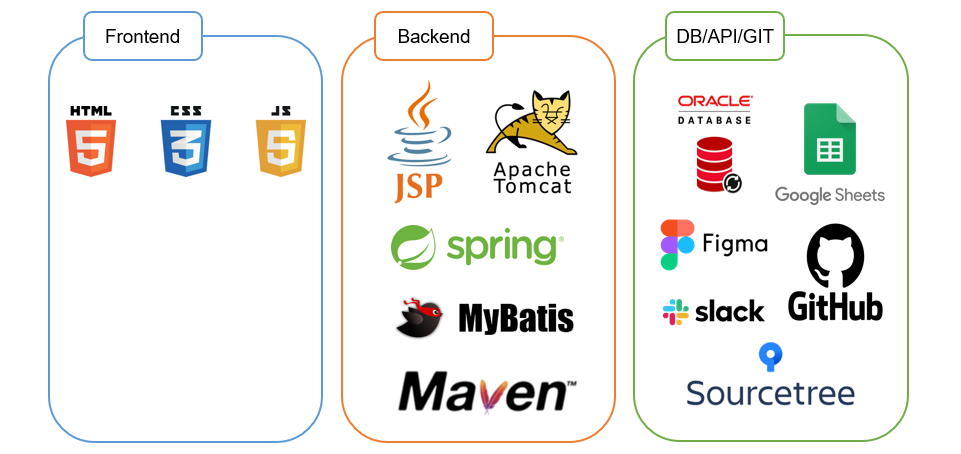 Frontend
HTML
5
CSS
3
JS
5
Backend
JSP
Apache
Tomcat
spring®
MyBatis
Maven™
DB/API/GIT
ORACLE®
DATABASE
Google Sheets
Figma
slack
GitHub
Sourcetree